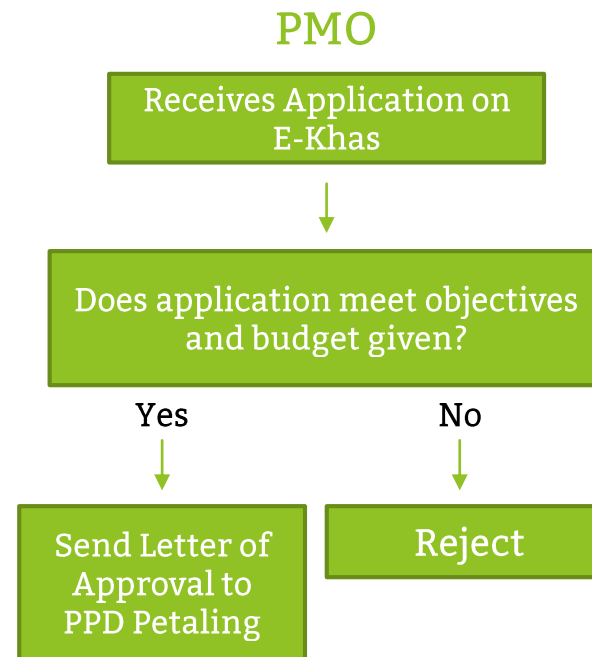 PMO
Receives Application on
E-Khas
Does application meet objectives
and budget given?
Yes
No
Send Letter of
Approval to
PPD Petaling
Reject